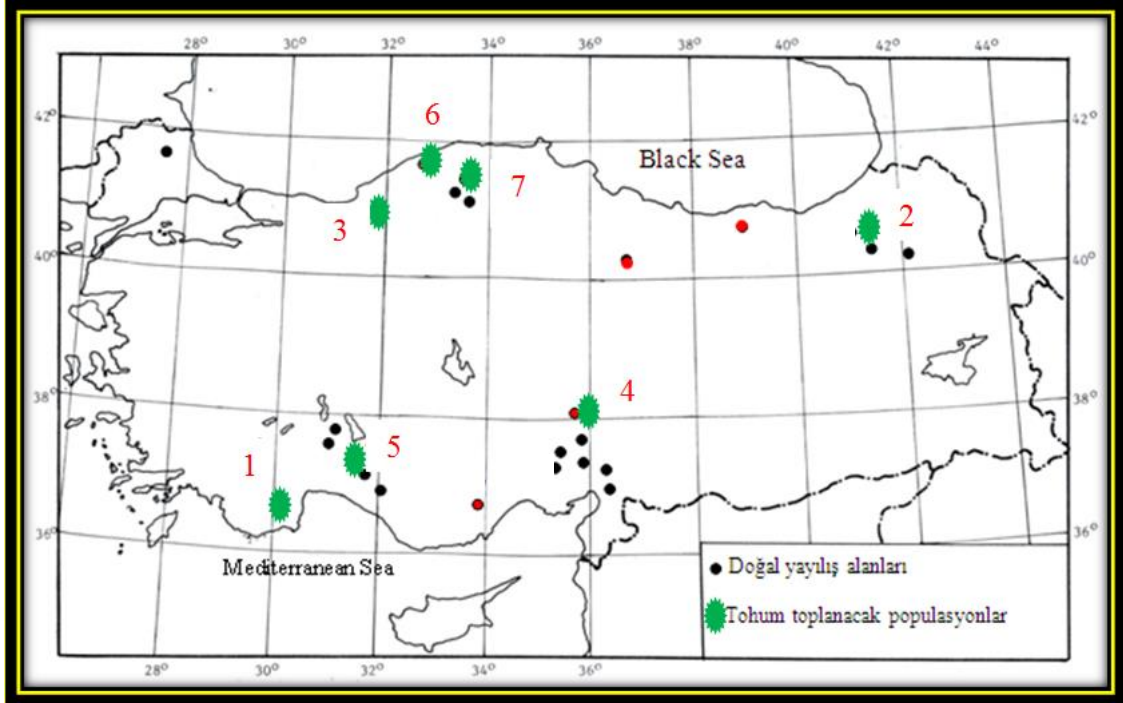 28° 30° 32° 34° 36° 38° 40° 42° 44°
42° 42°
6
Black Sea
7
2
3
40° 40°
4
38° 38°
5
1
36° 36°
Mediterranean Sea
Doğal yayılış alanları
Tohum toplanacak populasyonlar
28° 30° 32° 34° 36°